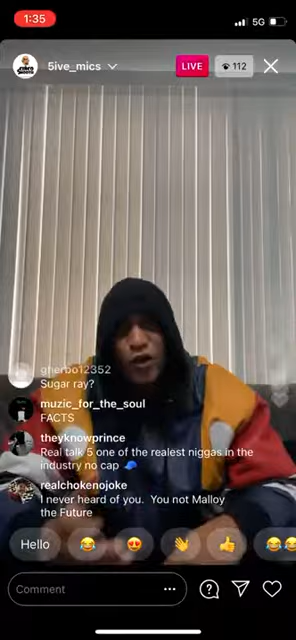 1:35
5G
5ive_mics
LIVE
112
gherbo12352
Sugar ray?
muzic_for_the_soul
FACTS
theyknowprince
Real talk 5 one of the realest niggas in the
industry no cap 🧢
realchokenojoke
I never heard of you. You not Malloy
the Future
Hello 😂 😍 👋 👍 😂😂
Comment